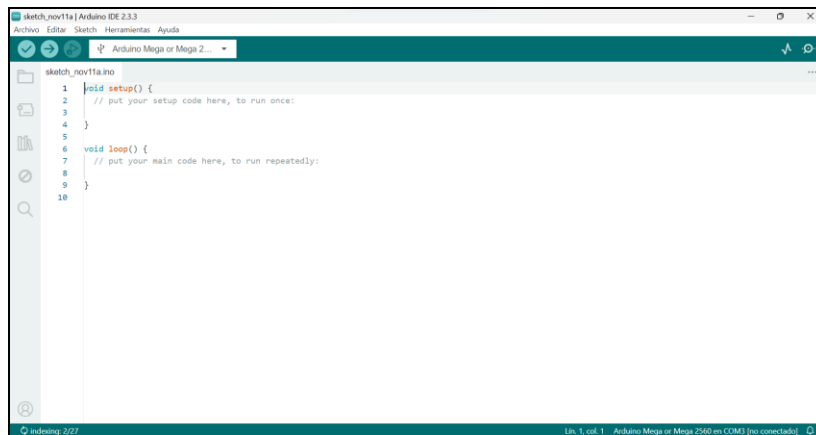 sketch_nov11a | Arduino IDE 2.3.3
Archivo Editar Sketch Herramientas Ayuda
Arduino Mega or Mega 2...
sketch_nov11a.ino
1 void setup() {
2 // put your setup code here, to run once:
3
4 }
5
6 void loop() {
7 // put your main code here, to run repeatedly:
8
9 }
10
indexing: 2/27 Lín. 1, col. 1 Arduino Mega or Mega 2560 en COM3 [no conectado]